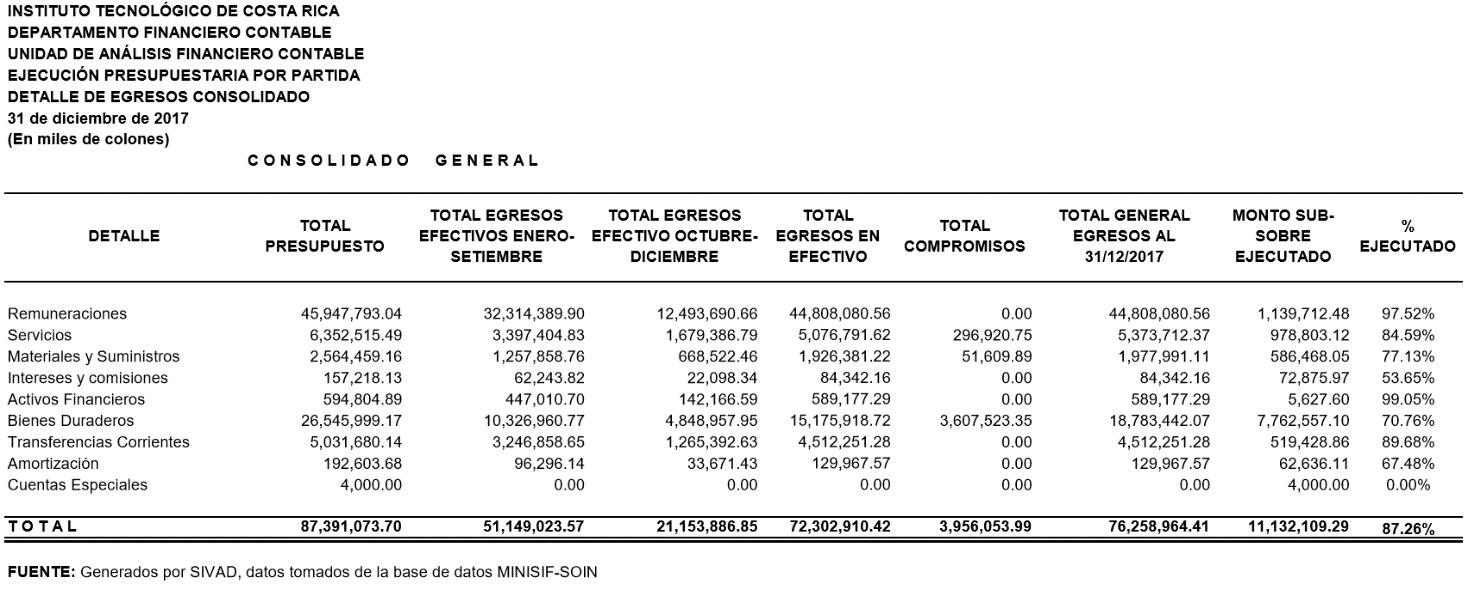 INSTITUTO TECNOLÓGICO DE COSTA RICA
DEPARTAMENTO FINANCIERO CONTABLE
UNIDAD DE ANÁLISIS FINANCIERO CONTABLE
EJECUCIÓN PRESUPUESTARIA POR PARTIDA
DETALLE DE EGRESOS CONSOLIDADO
31 de diciembre de 2017
(En miles de colones)
CONSOLIDADO GENERAL
DETALLE
TOTAL
PRESUPUESTO
TOTAL EGRESOS
EFECTIVOS ENERO-
SETIEMBRE
TOTAL EGRESOS
EFECTIVO OCTUBRE-
DICIEMBRE
TOTAL
EGRESOS EN
EFECTIVO
TOTAL
COMPROMISOS
TOTAL GENERAL
EGRESOS AL
31/12/2017
MONTO SUB-
SOBRE
EJECUTADO
%
EJECUTADO
Remuneraciones 45,947,793.04 32,314,389.90 12,493,690.66 44,808,080.56 0.00 44,808,080.56 1,139,712.48 97.52%
Servicios 6,352,515.49 3,397,404.83 1,679,386.79 5,076,791.62 296,920.75 5,373,712.37 978,803.12 84.59%
Materiales y Suministros 2,564,459.16 1,257,858.76 668,522.46 1,926,381.22 51,609.89 1,977,991.11 586,468.05 77.13%
Intereses y comisiones 157,218.13 62,243.82 22,098.34 84,342.16 0.00 84,342.16 72,875.97 53.65%
Activos Financieros 594,804.89 447,010.70 142,166.59 589,177.29 0.00 589,177.29 5,627.60 99.05%
Bienes Duraderos 26,545,999.17 10,326,960.77 4,848,957.95 15,175,918.72 3,607,523.35 18,783,442.07 7,762,557.10 70.76%
Transferencias Corrientes 5,031,680.14 3,246,858.65 1,265,392.63 4,512,251.28 0.00 4,512,251.28 519,428.86 89.68%
Amortización 192,603.68 96,296.14 33,671.43 129,967.57 0.00 129,967.57 62,636.11 67.48%
Cuentas Especiales 4,000.00 0.00 0.00 0.00 0.00 0.00 4,000.00 0.00%
TOTAL 87,391,073.70 51,149,023.57 21,153,886.85 72,302,910.42 3,956,053.99 76,258,964.41 11,132,109.29 87.26%
FUENTE: Generados por SIVAD, datos tomados de la base de datos MINISIF-SOIN